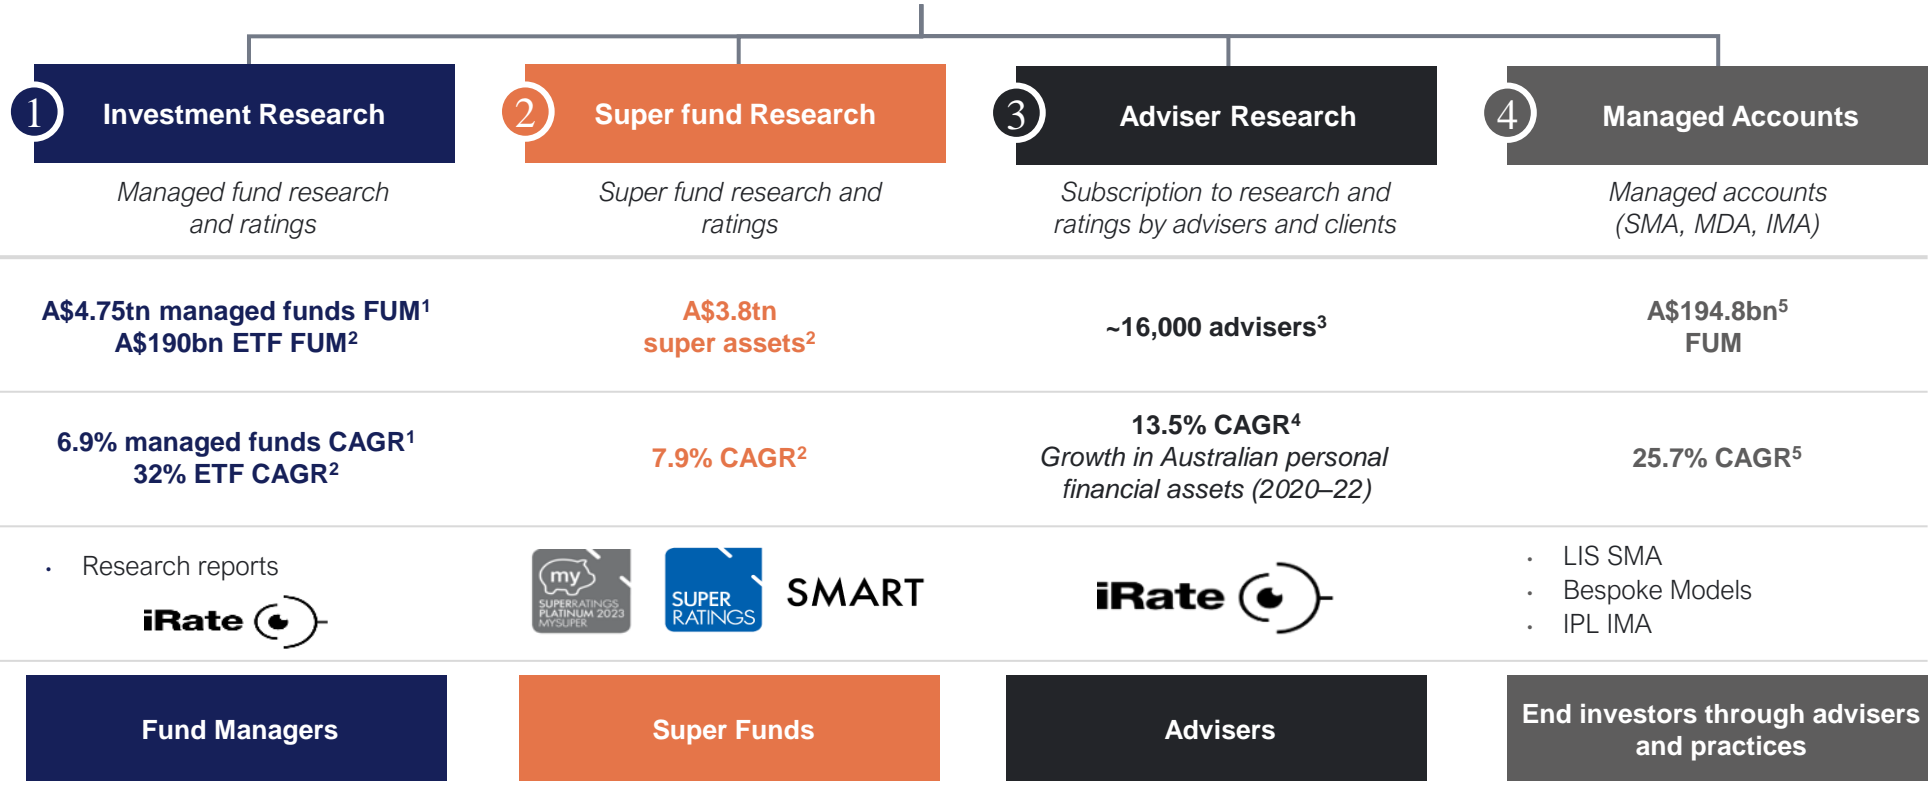 1
Investment Research
2
Super fund Research
3
Adviser Research
4
Managed Accounts
Managed fund research
and ratings
Super fund research and
ratings
Subscription to research and
ratings by advisers and clients
Managed accounts
(SMA, MDA, IMA)
A$4.75tn managed funds FUM¹
A$190bn ETF FUM²
A$3.8tn
super assets²
~16,000 advisers³
A$194.8bn⁵
FUM
6.9% managed funds CAGR¹
32% ETF CAGR²
7.9% CAGR²
13.5% CAGR⁴
Growth in Australian personal
financial assets (2020–22)
25.7% CAGR⁵
• Research reports
iRate
my
SUPERRATINGS
PLATINUM 2023
MYSUPER
SUPER
RATINGS
SMART
iRate
• LIS SMA
• Bespoke Models
• IPL IMA
Fund Managers
Super Funds
Advisers
End investors through advisers
and practices